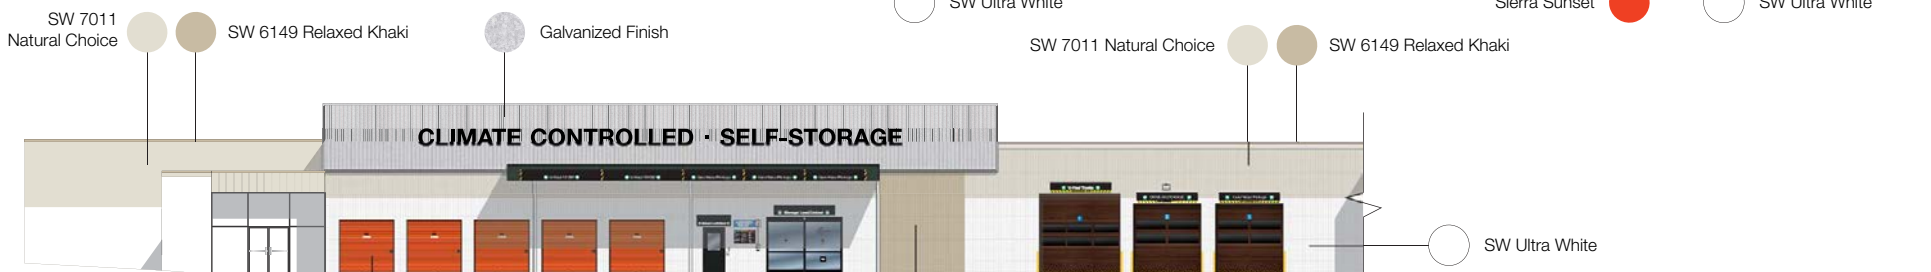 SW Ultra White
Sierra Sunset
SW Ultra White
SW 7011
Natural Choice
SW 6149 Relaxed Khaki
Galvanized Finish
SW 7011 Natural Choice
SW 6149 Relaxed Khaki
CLIMATE CONTROLLED · SELF-STORAGE
SW Ultra White